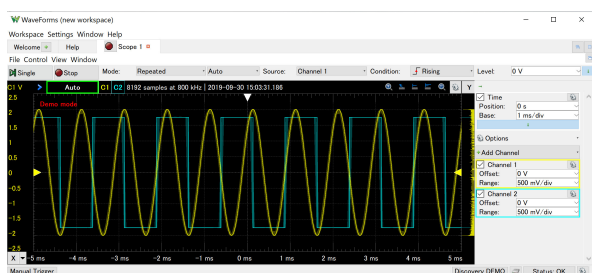 WaveForms (new workspace)
Workspace Settings Window Help
Welcome Help Scope 1
File Control View Window
Single Stop Mode: Repeated Auto Source: Channel 1 Condition: Rising Level: 0 V
C1 V Auto C1 C2 8192 samples at 800 kHz | 2019-09-30 15:03:31.186 Y
Demo mode
2.5
2
1.5
1
0.5
0
-0.5
-1
-1.5
-2
-2.5
X -5 ms -4 ms -3 ms -2 ms -1 ms 0 ms 1 ms 2 ms 3 ms 4 ms 5 ms
Time
Position: 0 s
Base: 1 ms/div
Options
+Add Channel
Channel 1
Offset: 0 V
Range: 500 mV/div
Channel 2
Offset: 0 V
Range: 500 mV/div
Manual Trigger Discovery DEMO Status: OK